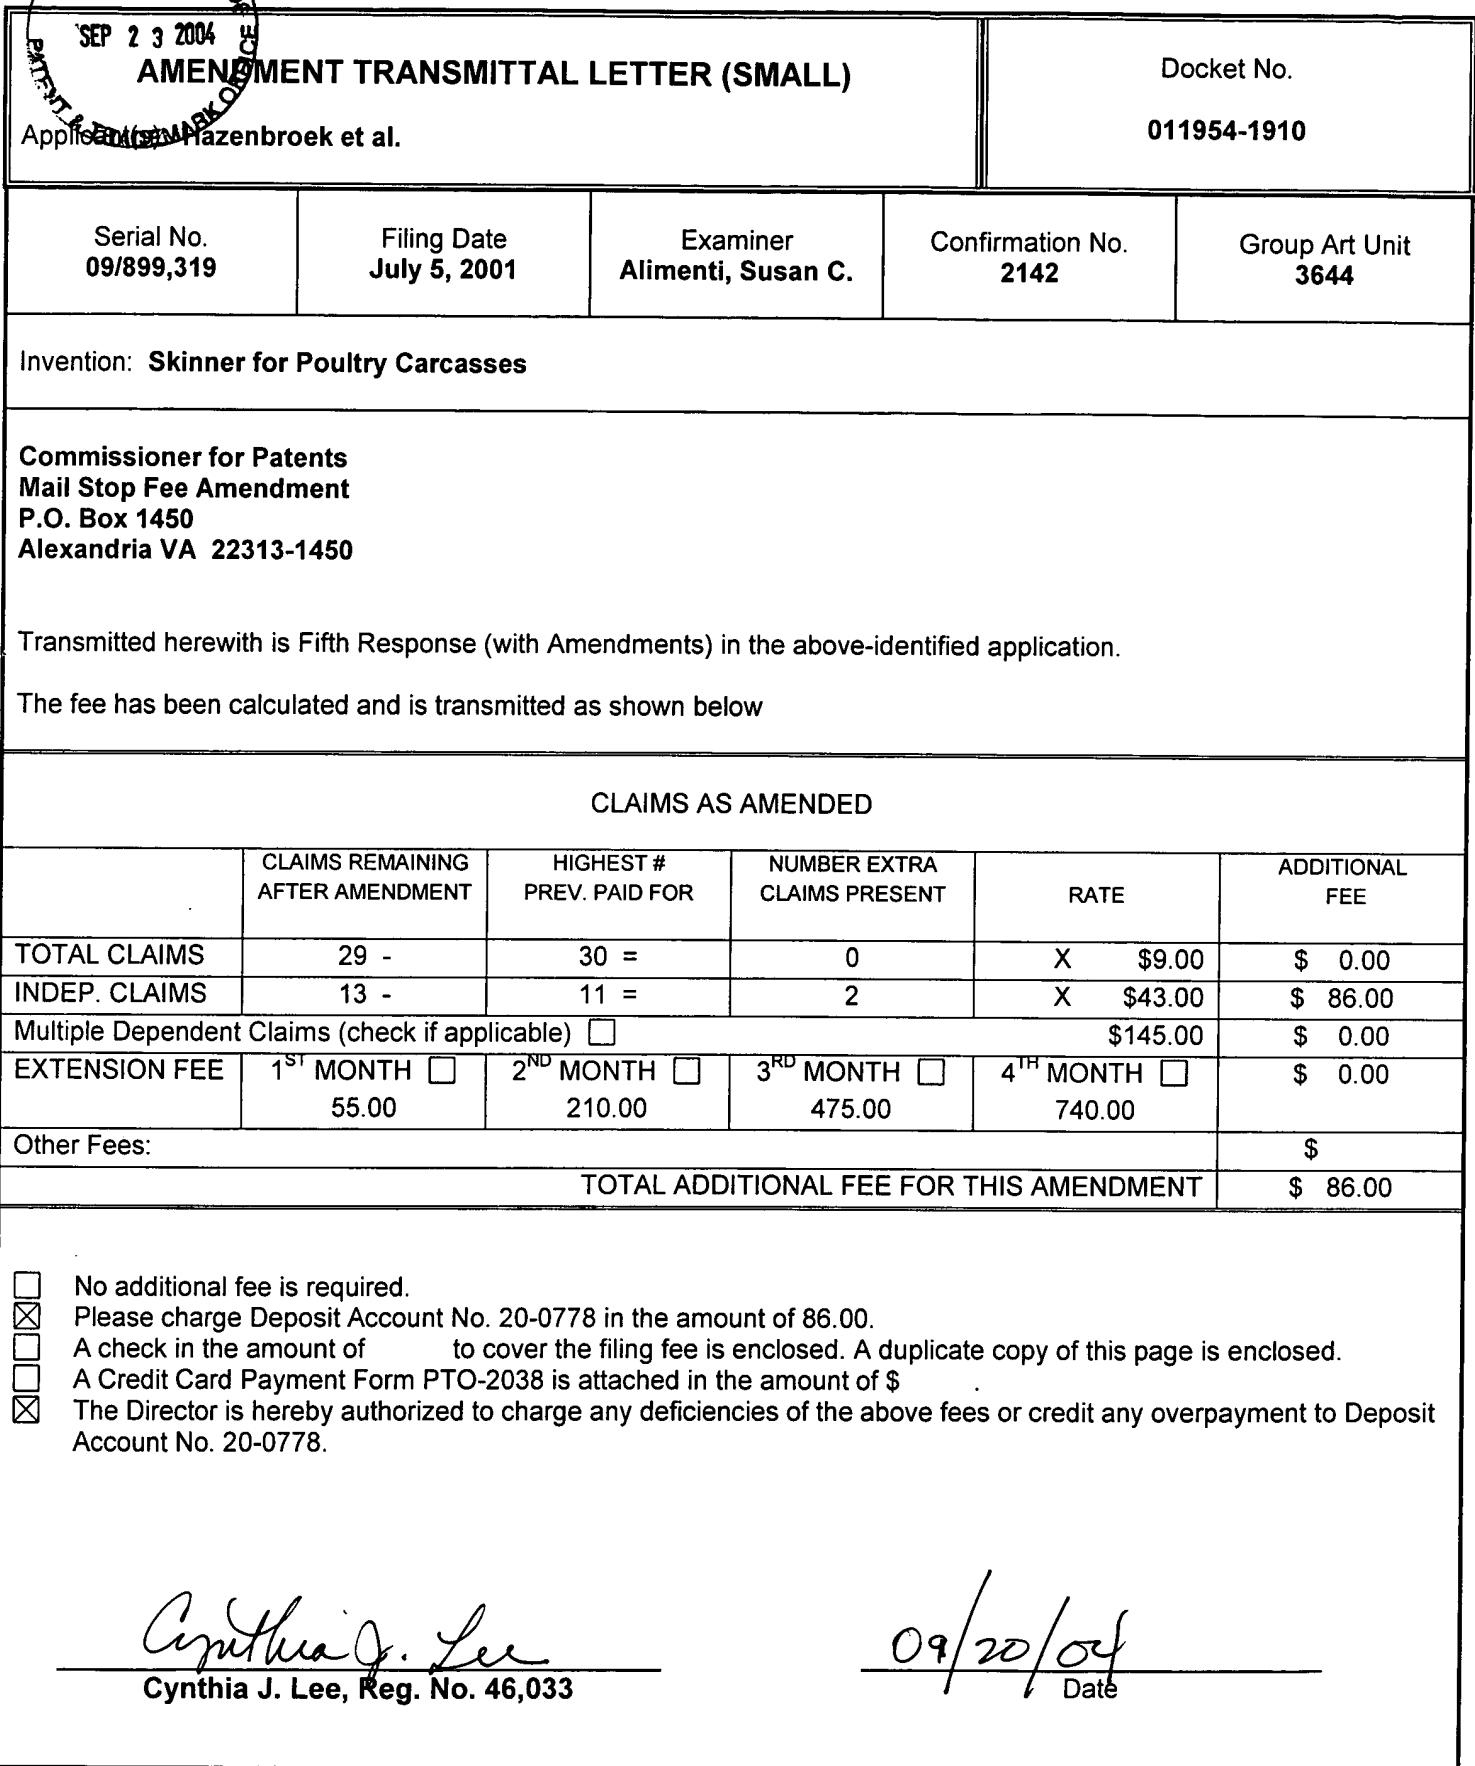 SEP 2 3 2004
PATENT & TRADEMARK OFFICE
AMENDMENT TRANSMITTAL LETTER (SMALL)
Applicant(s): Hazenbroek et al.
Docket No.
011954-1910
Serial No.
09/899,319
Filing Date
July 5, 2001
Examiner
Alimenti, Susan C.
Confirmation No.
2142
Group Art Unit
3644
Invention: Skinner for Poultry Carcasses
Commissioner for Patents
Mail Stop Fee Amendment
P.O. Box 1450
Alexandria VA 22313-1450
Transmitted herewith is Fifth Response (with Amendments) in the above-identified application.
The fee has been calculated and is transmitted as shown below
CLAIMS AS AMENDED
CLAIMS REMAINING
AFTER AMENDMENT
HIGHEST #
PREV. PAID FOR
NUMBER EXTRA
CLAIMS PRESENT
RATE
ADDITIONAL
FEE
TOTAL CLAIMS 29 - 30 = 0 X $9.00 $ 0.00
INDEP. CLAIMS 13 - 11 = 2 X $43.00 $ 86.00
Multiple Dependent Claims (check if applicable) ☐ $145.00 $ 0.00
EXTENSION FEE 1ST MONTH ☐ 2ND MONTH ☐ 3RD MONTH ☐ 4TH MONTH ☐ $ 0.00
55.00 210.00 475.00 740.00
Other Fees: $
TOTAL ADDITIONAL FEE FOR THIS AMENDMENT $ 86.00
☐ No additional fee is required.
☒ Please charge Deposit Account No. 20-0778 in the amount of 86.00.
☐ A check in the amount of to cover the filing fee is enclosed. A duplicate copy of this page is enclosed.
☐ A Credit Card Payment Form PTO-2038 is attached in the amount of $ .
☒ The Director is hereby authorized to charge any deficiencies of the above fees or credit any overpayment to Deposit
Account No. 20-0778.
Cynthia J. Lee
09/20/04
Cynthia J. Lee, Reg. No. 46,033
Date